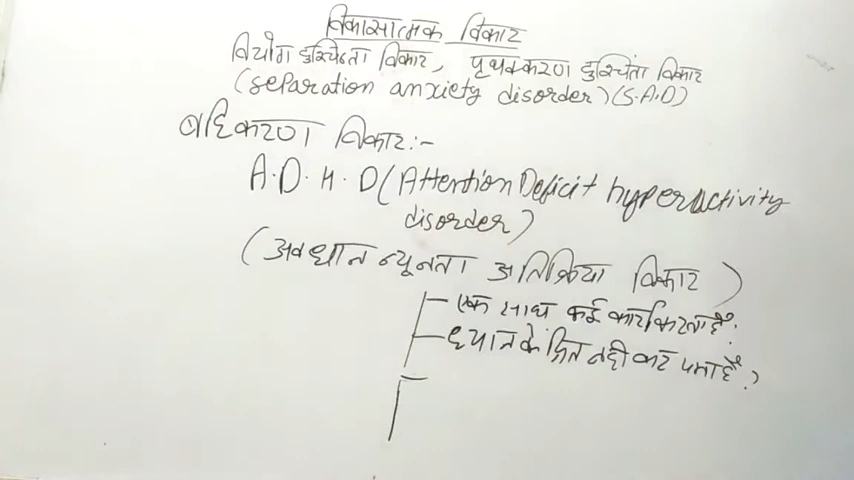 विकासात्मक विकार
वियोग दुश्चिंता विकार, पृथक्करण दुश्चिंता विकार
(separation anxiety disorder) (S.A.D)
बहिकरण विकार:-
A.D.H.D (Attention Deficit hyperactivity
disorder)
(अवधान न्यूनता अतिक्रिया विकार)
एक साथ कई कार्य करता है।
ध्यान केंद्रित नहीं कर पाता है।